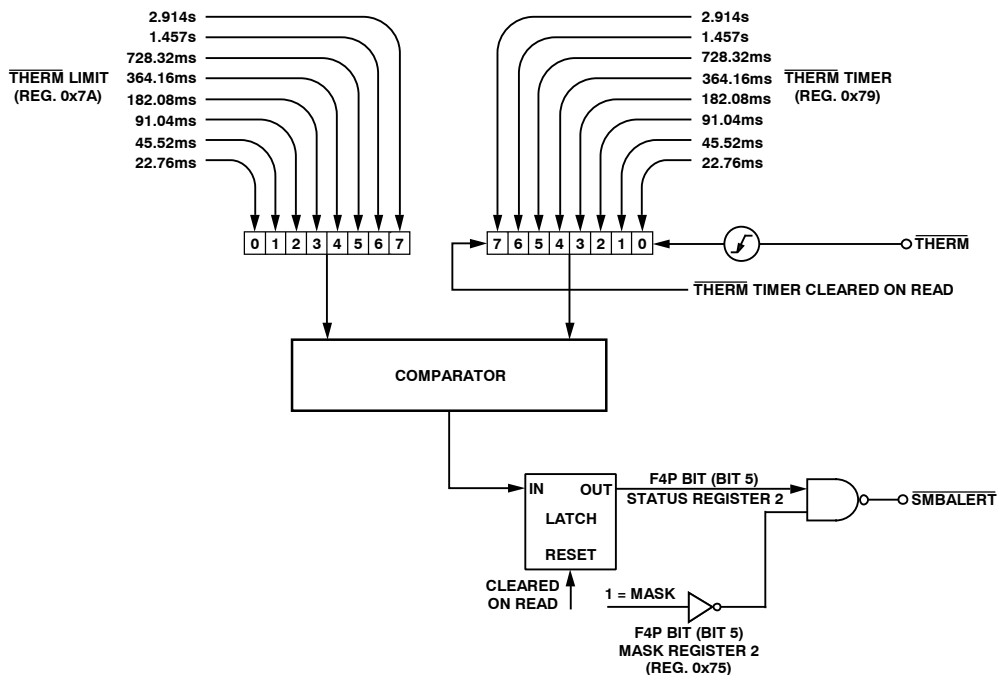 2.914s
1.457s
728.32ms
364.16ms
182.08ms
91.04ms
45.52ms
22.76ms
THERM LIMIT
(REG. 0x7A)
2.914s
1.457s
728.32ms
364.16ms
182.08ms
91.04ms
45.52ms
22.76ms
THERM TIMER
(REG. 0x79)
0 1 2 3 4 5 6 7
7 6 5 4 3 2 1 0
THERM
THERM TIMER CLEARED ON READ
COMPARATOR
IN OUT
LATCH
RESET
CLEARED
ON READ
F4P BIT (BIT 5)
STATUS REGISTER 2
SMBALERT
1 = MASK
F4P BIT (BIT 5)
MASK REGISTER 2
(REG. 0x75)